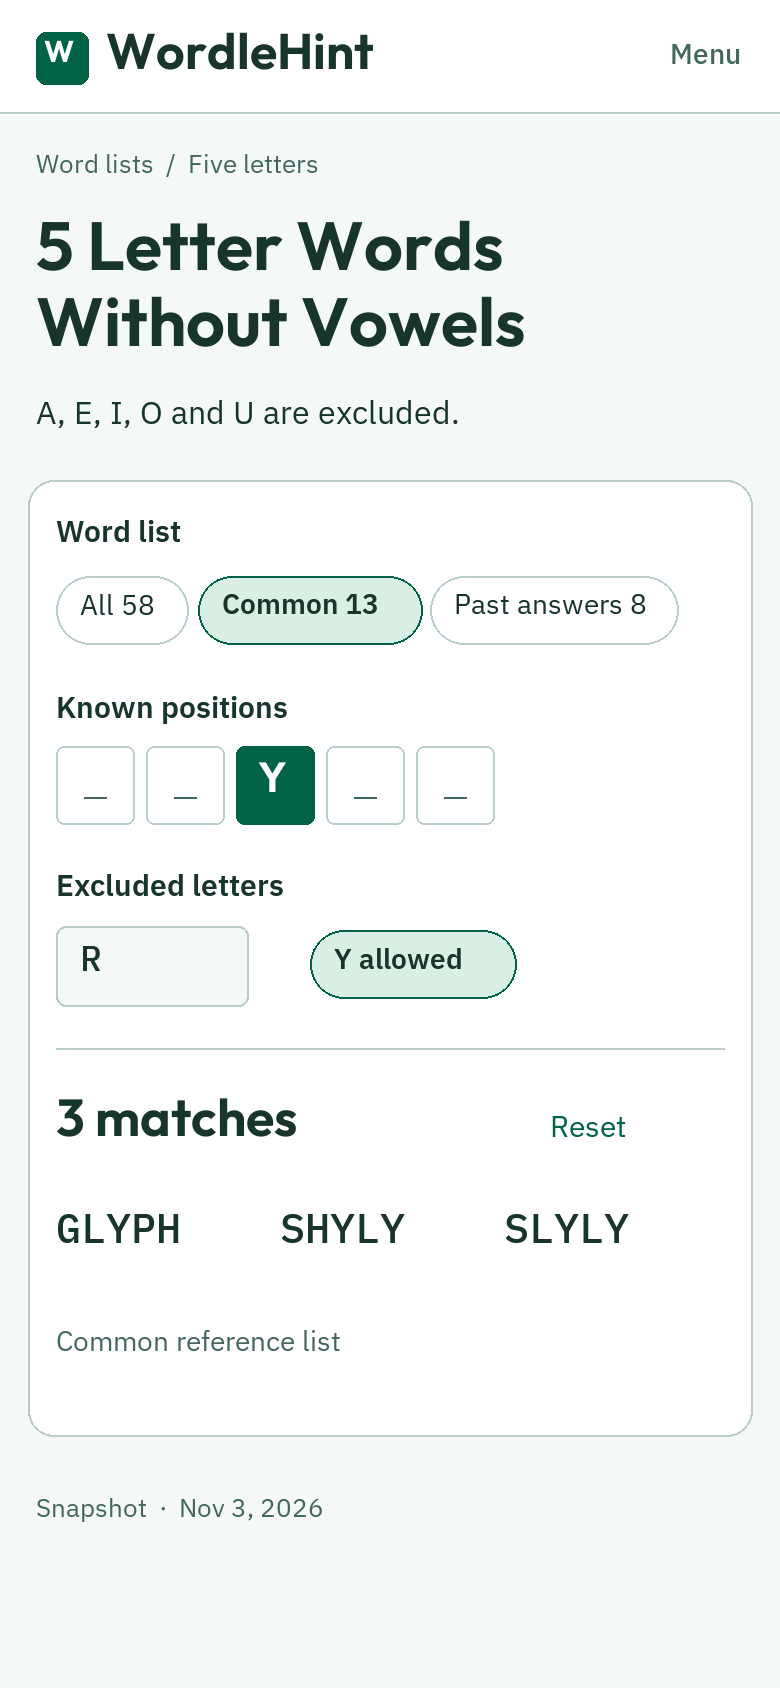 W WordleHint Menu
Word lists / Five letters
5 Letter Words
Without Vowels
A, E, I, O and U are excluded.
Word list
All 58 Common 13 Past answers 8
Known positions
_ _ Y _ _
Excluded letters
R Y allowed
3 matches Reset
GLYPH SHYLY SLYLY
Common reference list
Snapshot · Nov 3, 2026